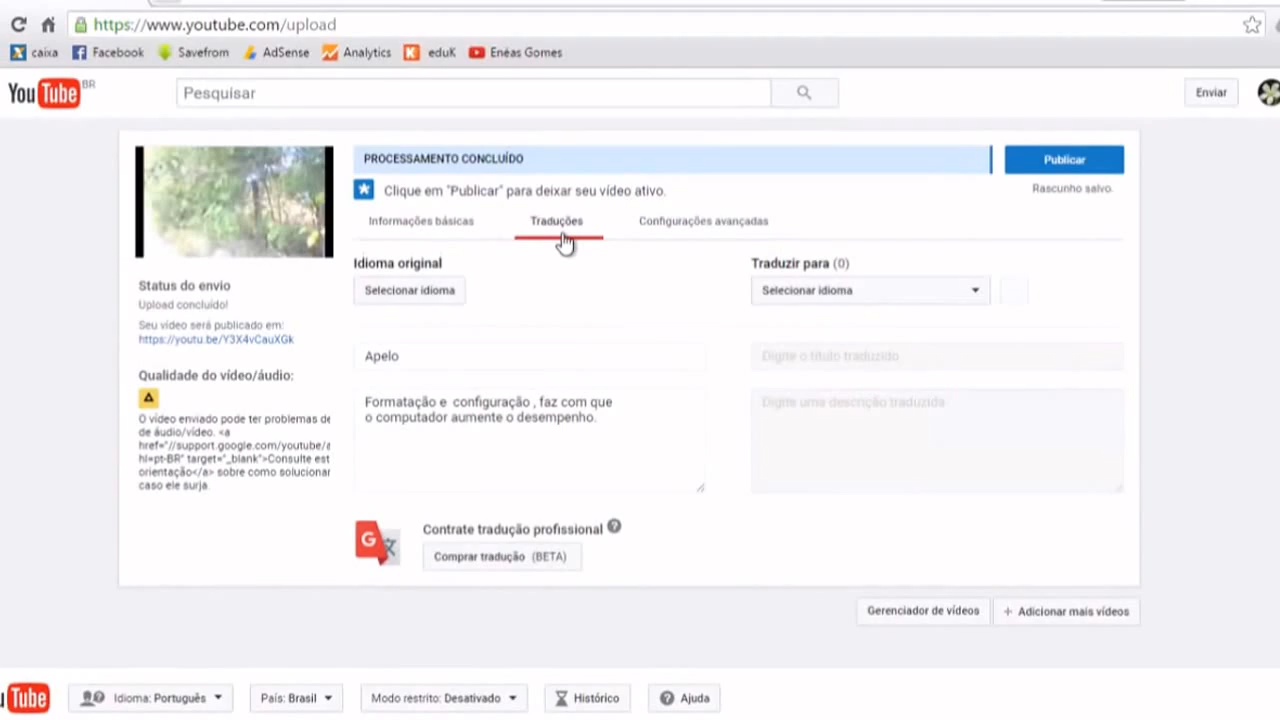 https://www.youtube.com/upload
caixa Facebook Savefrom AdSense Analytics eduK Enéas Gomes
YouTube BR
Pesquisar
Enviar
PROCESSAMENTO CONCLUÍDO
Publicar
Clique em "Publicar" para deixar seu vídeo ativo.
Rascunho salvo.
Informações básicas Traduções Configurações avançadas
Idioma original
Selecionar idioma
Traduzir para (0)
Selecionar idioma
Status do envio
Upload concluído!
Seu vídeo será publicado em:
https://youtu.be/Y3X4vCauXGk
Qualidade do vídeo/áudio:
O vídeo enviado pode ter problemas de
de áudio/vídeo. <a
href="//support.google.com/youtube/a
hl=pt-BR" target="_blank">Consulte est
orientação</a> sobre como solucionar
caso ele surja.
Apelo
Formatação e configuração , faz com que
o computador aumente o desempenho.
Digite o título traduzido
Digite uma descrição traduzida
G
Contrate tradução profissional ?
Comprar tradução (BETA)
Gerenciador de vídeos
+ Adicionar mais vídeos
u Tube
Idioma: Português
País: Brasil
Modo restrito: Desativado
Histórico
? Ajuda